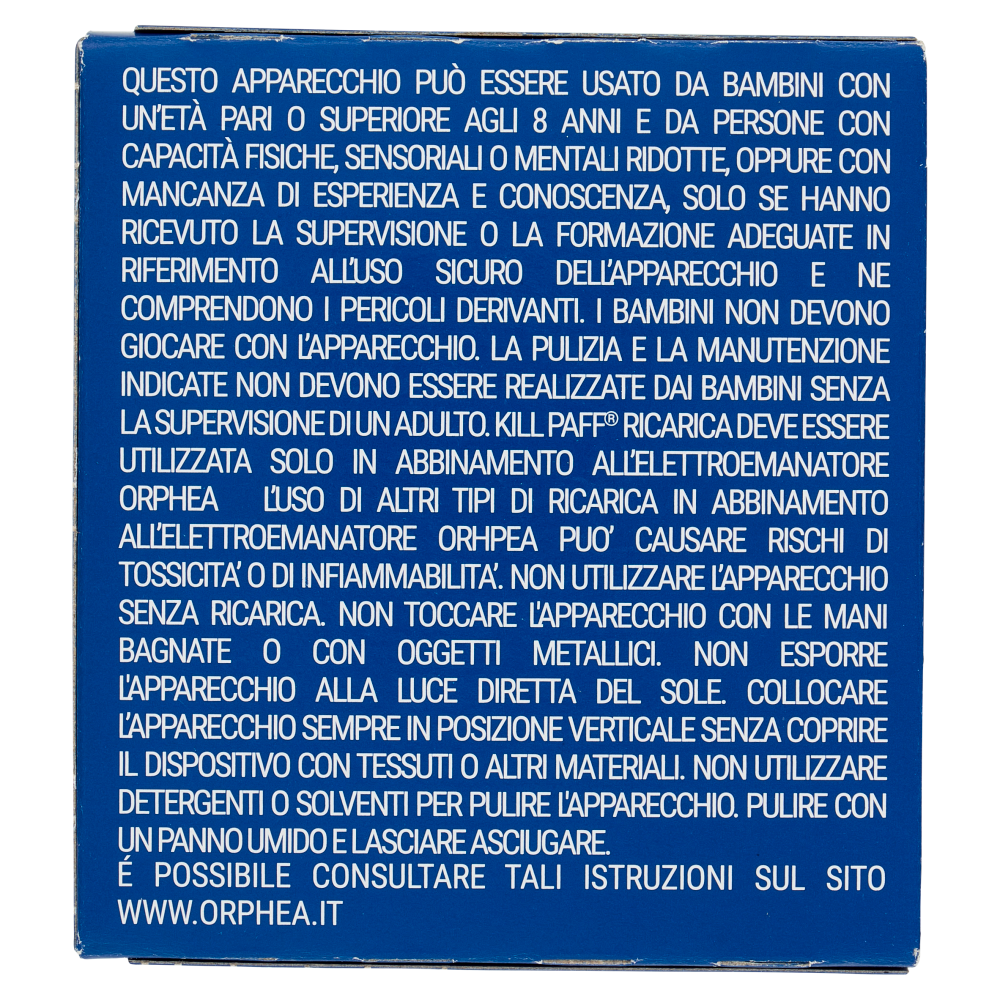 QUESTO APPARECCHIO PUÒ ESSERE USATO DA BAMBINI CON
UN'ETÀ PARI O SUPERIORE AGLI 8 ANNI E DA PERSONE CON
CAPACITÀ FISICHE, SENSORIALI O MENTALI RIDOTTE, OPPURE CON
MANCANZA DI ESPERIENZA E CONOSCENZA, SOLO SE HANNO
RICEVUTO LA SUPERVISIONE O LA FORMAZIONE ADEGUATE IN
RIFERIMENTO ALL'USO SICURO DELL'APPARECCHIO E NE
COMPRENDONO I PERICOLI DERIVANTI. I BAMBINI NON DEVONO
GIOCARE CON L'APPARECCHIO. LA PULIZIA E LA MANUTENZIONE
INDICATE NON DEVONO ESSERE REALIZZATE DAI BAMBINI SENZA
LA SUPERVISIONE DI UN ADULTO. KILL PAFF® RICARICA DEVE ESSERE
UTILIZZATA SOLO IN ABBINAMENTO ALL'ELETTROEMANATORE
ORPHEA L'USO DI ALTRI TIPI DI RICARICA IN ABBINAMENTO
ALL'ELETTROEMANATORE ORHPEA PUO' CAUSARE RISCHI DI
TOSSICITA' O DI INFIAMMABILITA'. NON UTILIZZARE L'APPARECCHIO
SENZA RICARICA. NON TOCCARE L'APPARECCHIO CON LE MANI
BAGNATE O CON OGGETTI METALLICI. NON ESPORRE
L'APPARECCHIO ALLA LUCE DIRETTA DEL SOLE. COLLOCARE
L'APPARECCHIO SEMPRE IN POSIZIONE VERTICALE SENZA COPRIRE
IL DISPOSITIVO CON TESSUTI O ALTRI MATERIALI. NON UTILIZZARE
DETERGENTI O SOLVENTI PER PULIRE L'APPARECCHIO. PULIRE CON
UN PANNO UMIDO E LASCIARE ASCIUGARE.
É POSSIBILE CONSULTARE TALI ISTRUZIONI SUL SITO
WWW.ORPHEA.IT